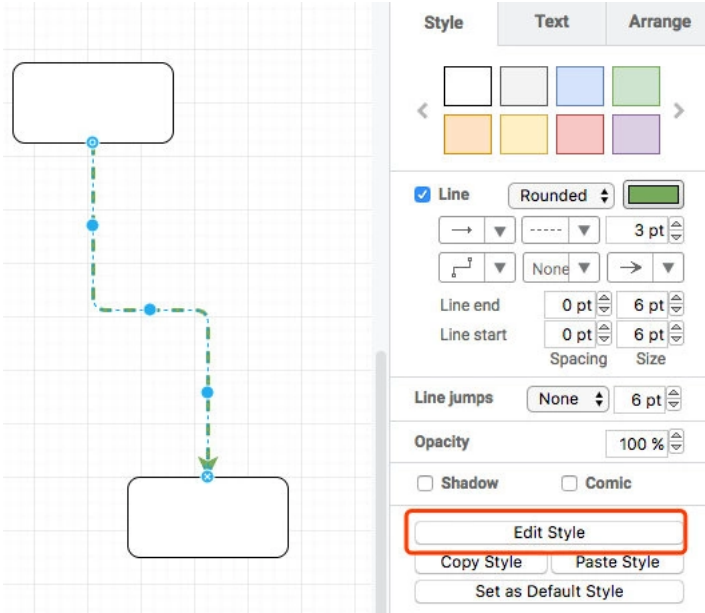 Style Text Arrange
Line Rounded
3 pt
None
Line end 0 pt 6 pt
Line start 0 pt 6 pt
Spacing Size
Line jumps None 6 pt
Opacity 100 %
Shadow Comic
Edit Style
Copy Style Paste Style
Set as Default Style